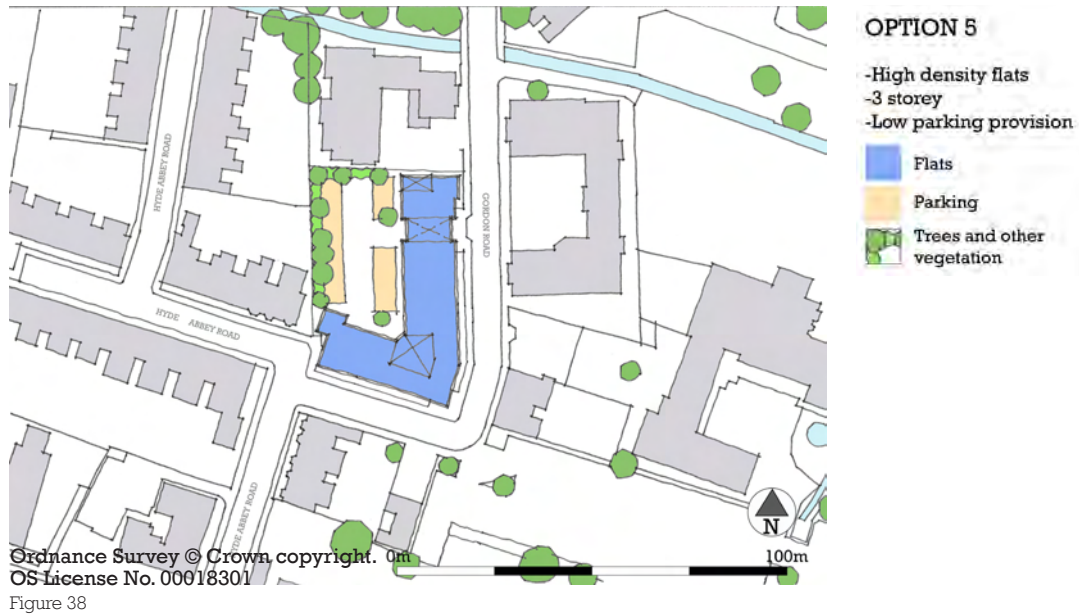 OPTION 5
-High density flats
-3 storey
-Low parking provision
Flats
Parking
Trees and other
vegetation
HYDE ABBEY ROAD
GORDON ROAD
HYDE ABBEY ROAD
HYDE ABBEY ROAD
N
Ordnance Survey © Crown copyright.
OS License No. 00018301
0m
100m
Figure 38